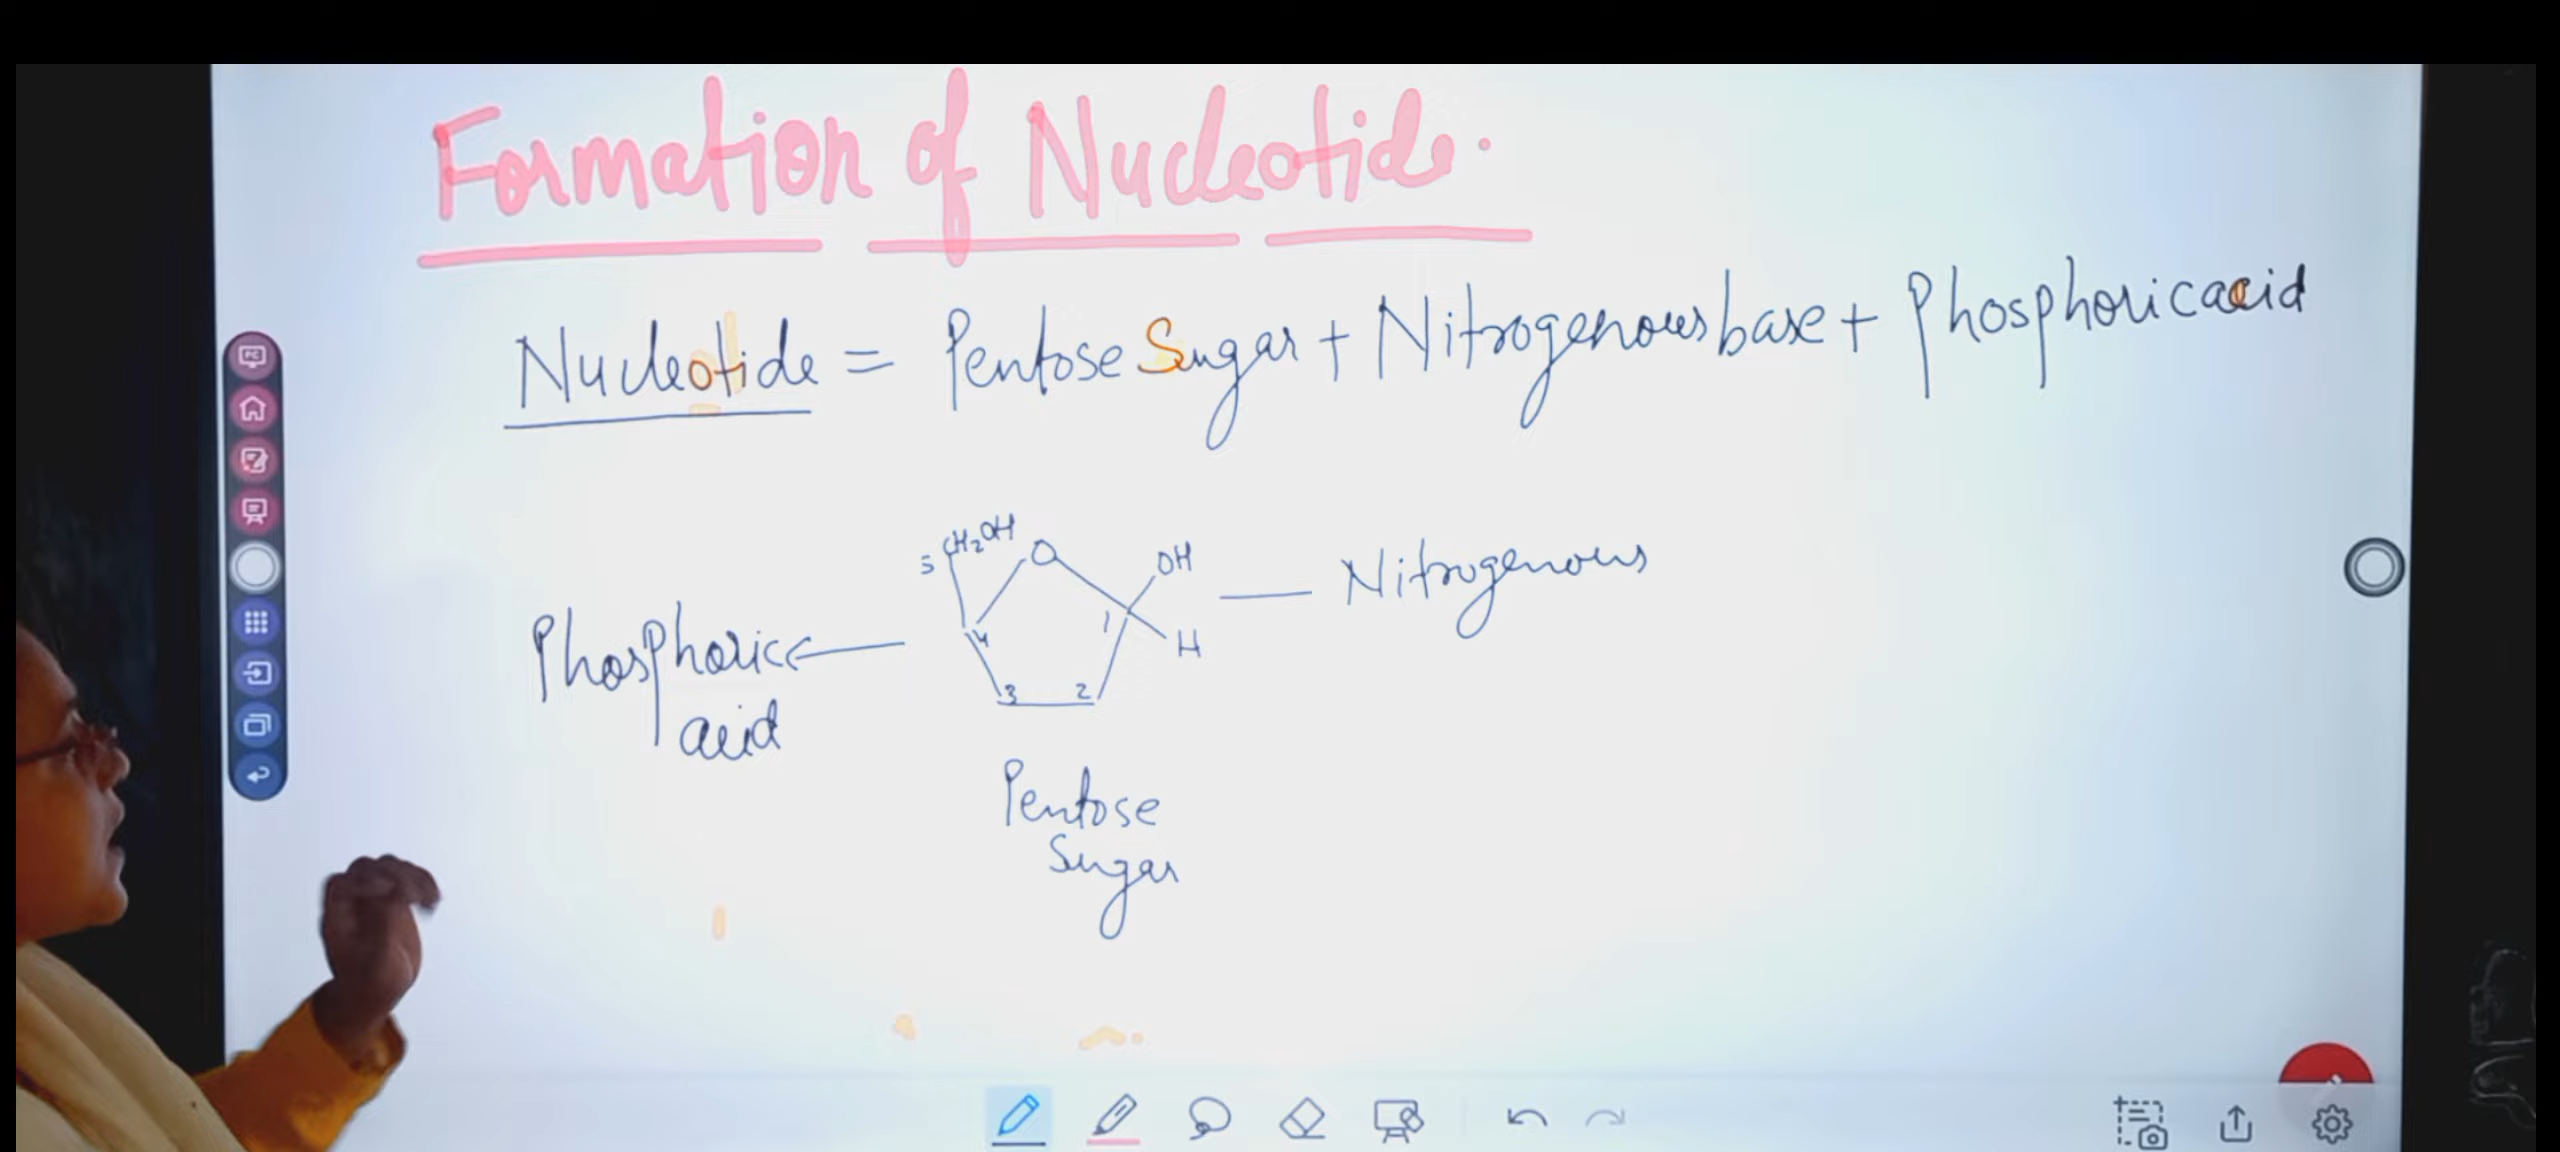 Formation of Nucleotide.
Nucleotide = Pentose Sugar + Nitrogenous base + Phosphoric acid
5 CH2OH O OH
Nitrogenous
4 1 H
Phosphoric
acid
3 2
Pentose
Sugar
PC